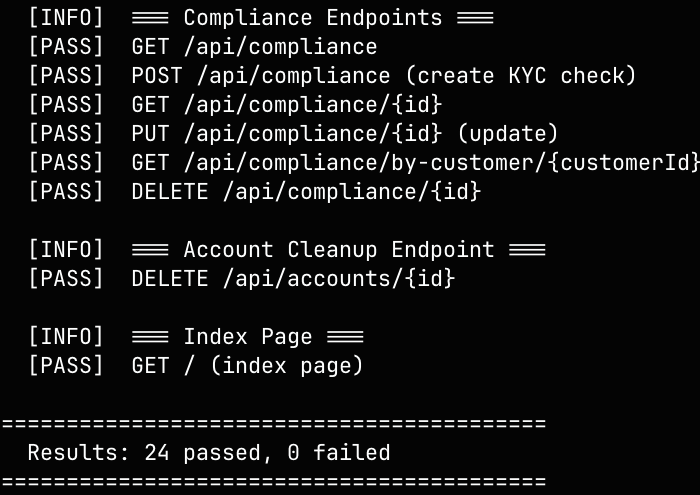 [INFO] === Compliance Endpoints ===
[PASS] GET /api/compliance
[PASS] POST /api/compliance (create KYC check)
[PASS] GET /api/compliance/{id}
[PASS] PUT /api/compliance/{id} (update)
[PASS] GET /api/compliance/by-customer/{customerId}
[PASS] DELETE /api/compliance/{id}
[INFO] === Account Cleanup Endpoint ===
[PASS] DELETE /api/accounts/{id}
[INFO] === Index Page ===
[PASS] GET / (index page)
==========================================
Results: 24 passed, 0 failed
==========================================